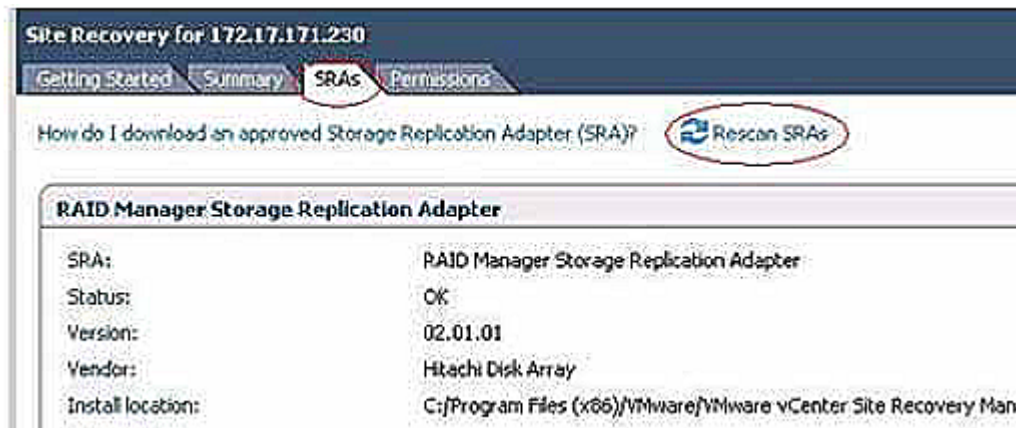 Site Recovery for 172.17.171.230
Getting Started Summary SRAs Permissions
How do I download an approved Storage Replication Adapter (SRA)? Rescan SRAs
RAID Manager Storage Replication Adapter
SRA: RAID Manager Storage Replication Adapter
Status: OK
Version: 02.01.01
Vendor: Hitachi Disk Array
Install location: C:/Program Files (x86)/VMware/VMware vCenter Site Recovery Man